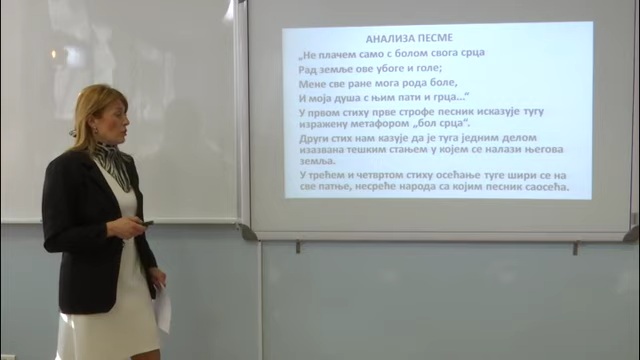 АНАЛИЗА ПЕСМЕ
„Не плачем само с болом свога срца
Рад земље ове убоге и голе;
Мене све ране мога рода боле,
И моја душа с њим пати и грца...“
У првом стиху прве строфе песник исказује тугу
изражену метафором „бол срца“.
Други стих нам казује да је туга једним делом
изазвана тешким стањем у којем се налази његова
земља.
У трећем и четвртом стиху осећање туге шири се на
све патње, несреће народа са којим песник саосећа.